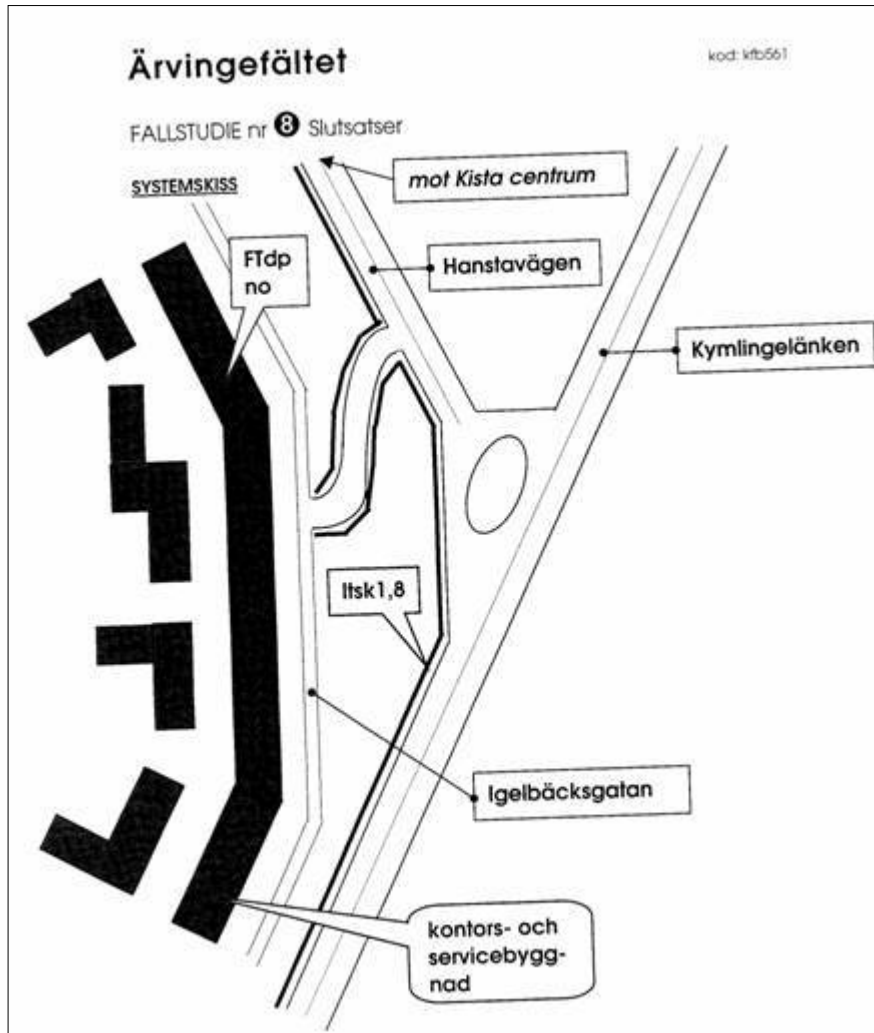 Ärvingefältet
kod: kfb561
FALLSTUDIE nr 8 Slutsatser
SYSTEMSKISS
mot Kista centrum
FTdp
no
Hanstavägen
Kymlingelänken
ltsk1,8
Igelbäcksgatan
kontors- och
servicebygg-
nad